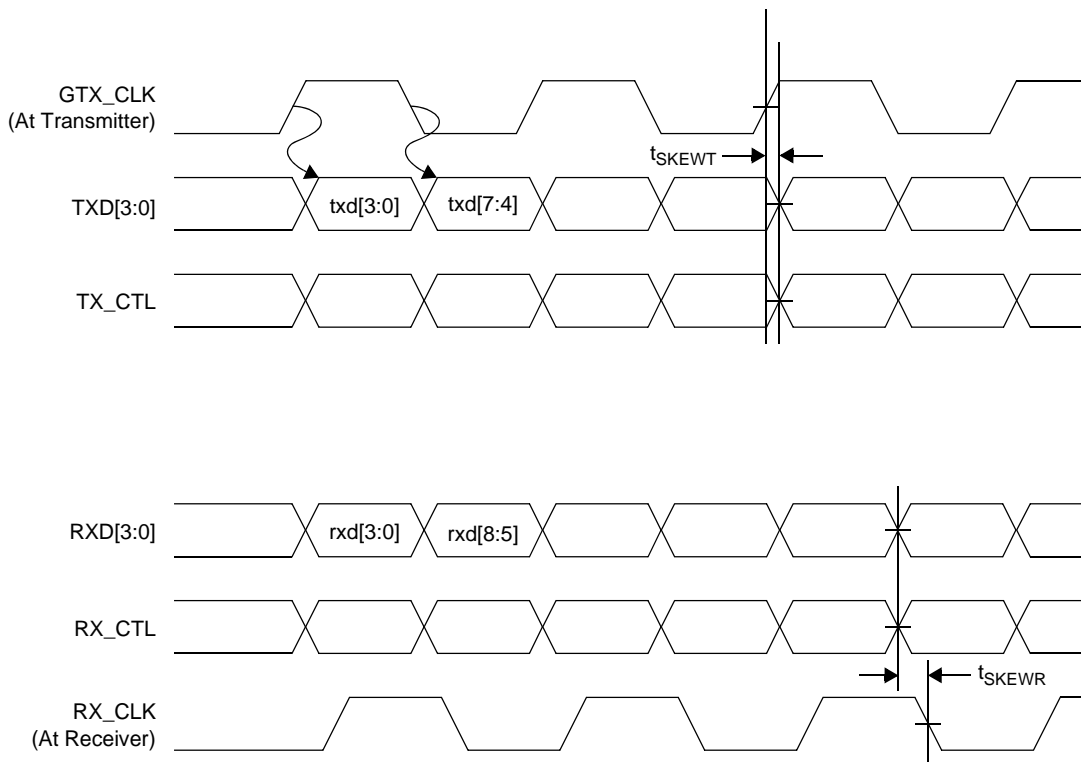 GTX_CLK
(At Transmitter)
tSKEWT
TXD[3:0]
txd[3:0]
txd[7:4]
TX_CTL
RXD[3:0]
rxd[3:0]
rxd[8:5]
RX_CTL
tSKEWR
RX_CLK
(At Receiver)